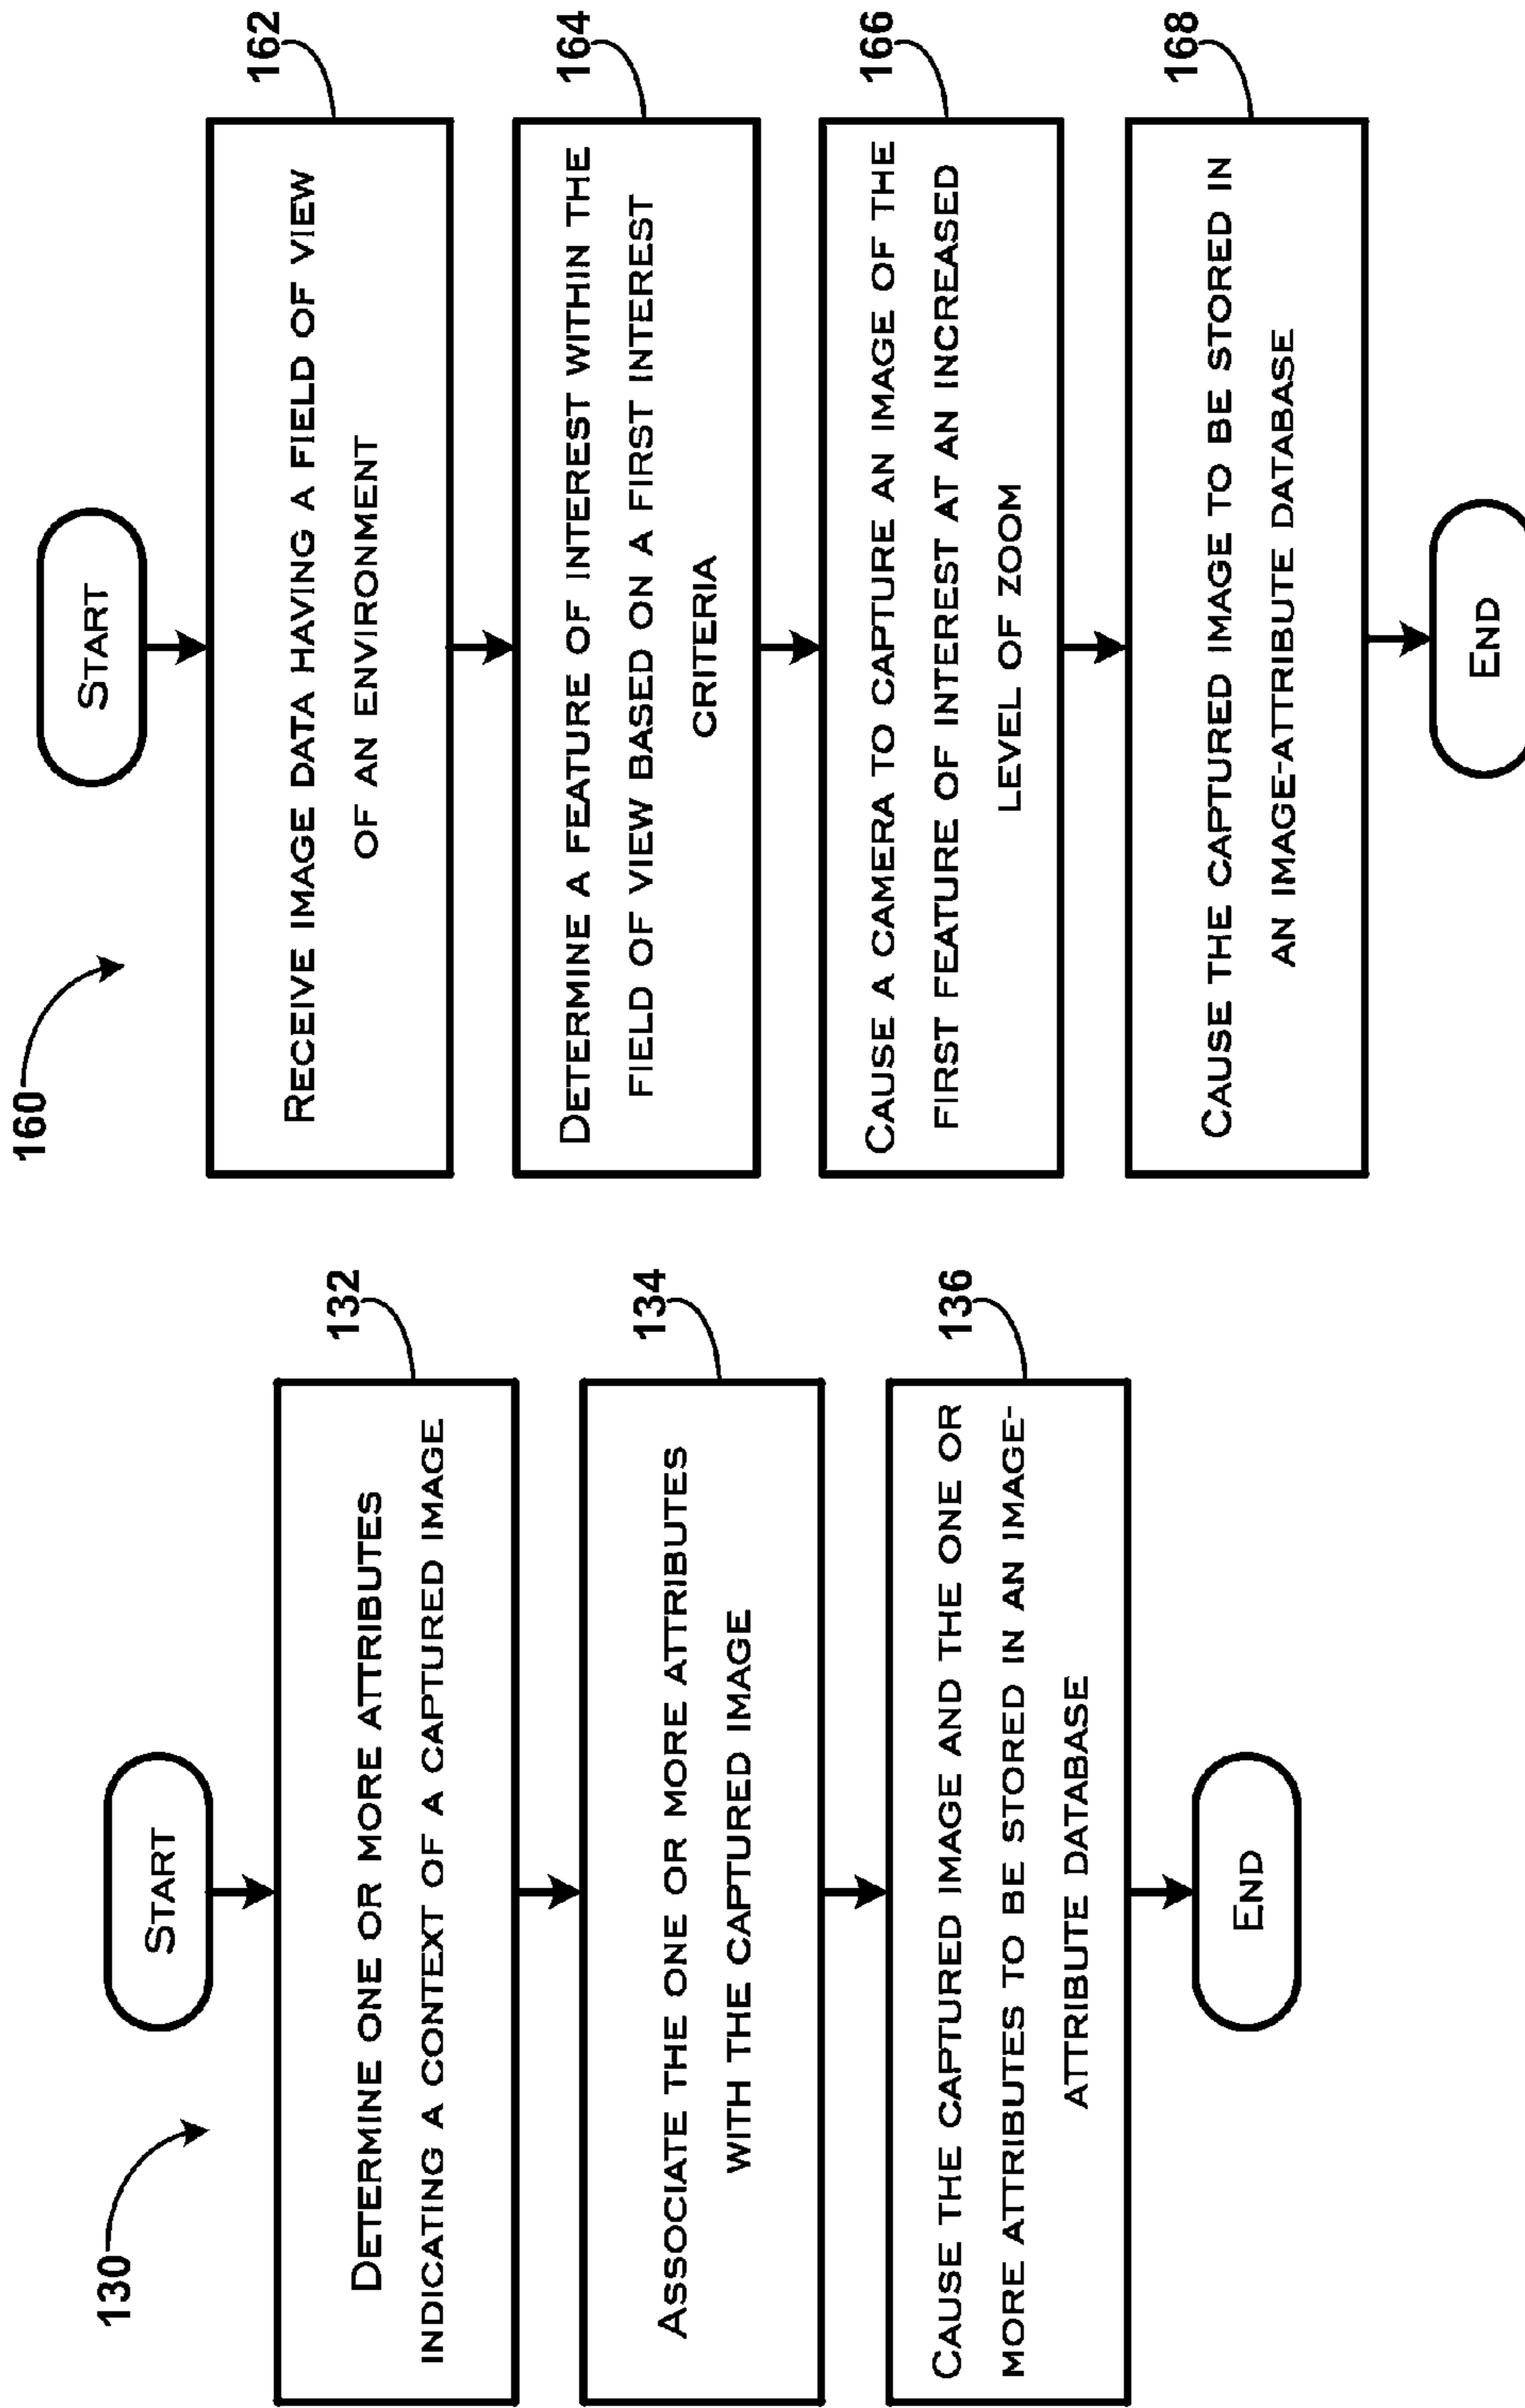 130
START
DETERMINE ONE OR MORE ATTRIBUTES
INDICATING A CONTEXT OF A CAPTURED IMAGE
132
ASSOCIATE THE ONE OR MORE ATTRIBUTES
WITH THE CAPTURED IMAGE
134
CAUSE THE CAPTURED IMAGE AND THE ONE OR
MORE ATTRIBUTES TO BE STORED IN AN IMAGE-
ATTRIBUTE DATABASE
136
END
160
START
RECEIVE IMAGE DATA HAVING A FIELD OF VIEW
OF AN ENVIRONMENT
162
DETERMINE A FEATURE OF INTEREST WITHIN THE
FIELD OF VIEW BASED ON A FIRST INTEREST
CRITERIA
164
CAUSE A CAMERA TO CAPTURE AN IMAGE OF THE
FIRST FEATURE OF INTEREST AT AN INCREASED
LEVEL OF ZOOM
166
CAUSE THE CAPTURED IMAGE TO BE STORED IN
AN IMAGE-ATTRIBUTE DATABASE
168
END